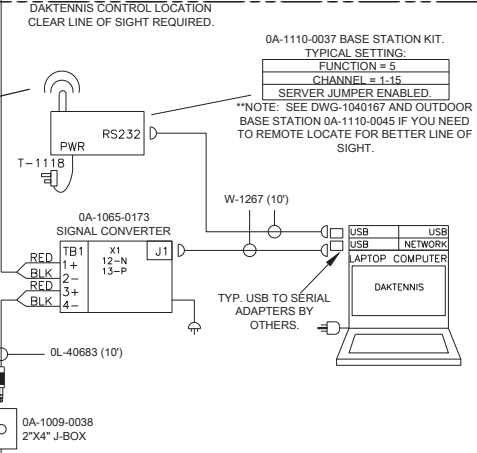 DAKTENNIS CONTROL LOCATION
CLEAR LINE OF SIGHT REQUIRED.
0A-1110-0037 BASE STATION KIT.
TYPICAL SETTING:
FUNCTION = 5
CHANNEL = 1-15
SERVER JUMPER ENABLED.
**NOTE: SEE DWG-1040167 AND OUTDOOR
BASE STATION 0A-1110-0045 IF YOU NEED
TO REMOTE LOCATE FOR BETTER LINE OF
SIGHT.
RS232
PWR
T-1118
W-1267 (10')
0A-1065-0173
SIGNAL CONVERTER
TB1
X1
J1
12-N
13-P
RED
1+
BLK
2-
RED
3+
BLK
4-
USB
USB
USB
NETWORK
LAPTOP COMPUTER
DAKTENNIS
TYP. USB TO SERIAL
ADAPTERS BY
OTHERS.
0L-40683 (10')
0A-1009-0038
2"X4" J-BOX